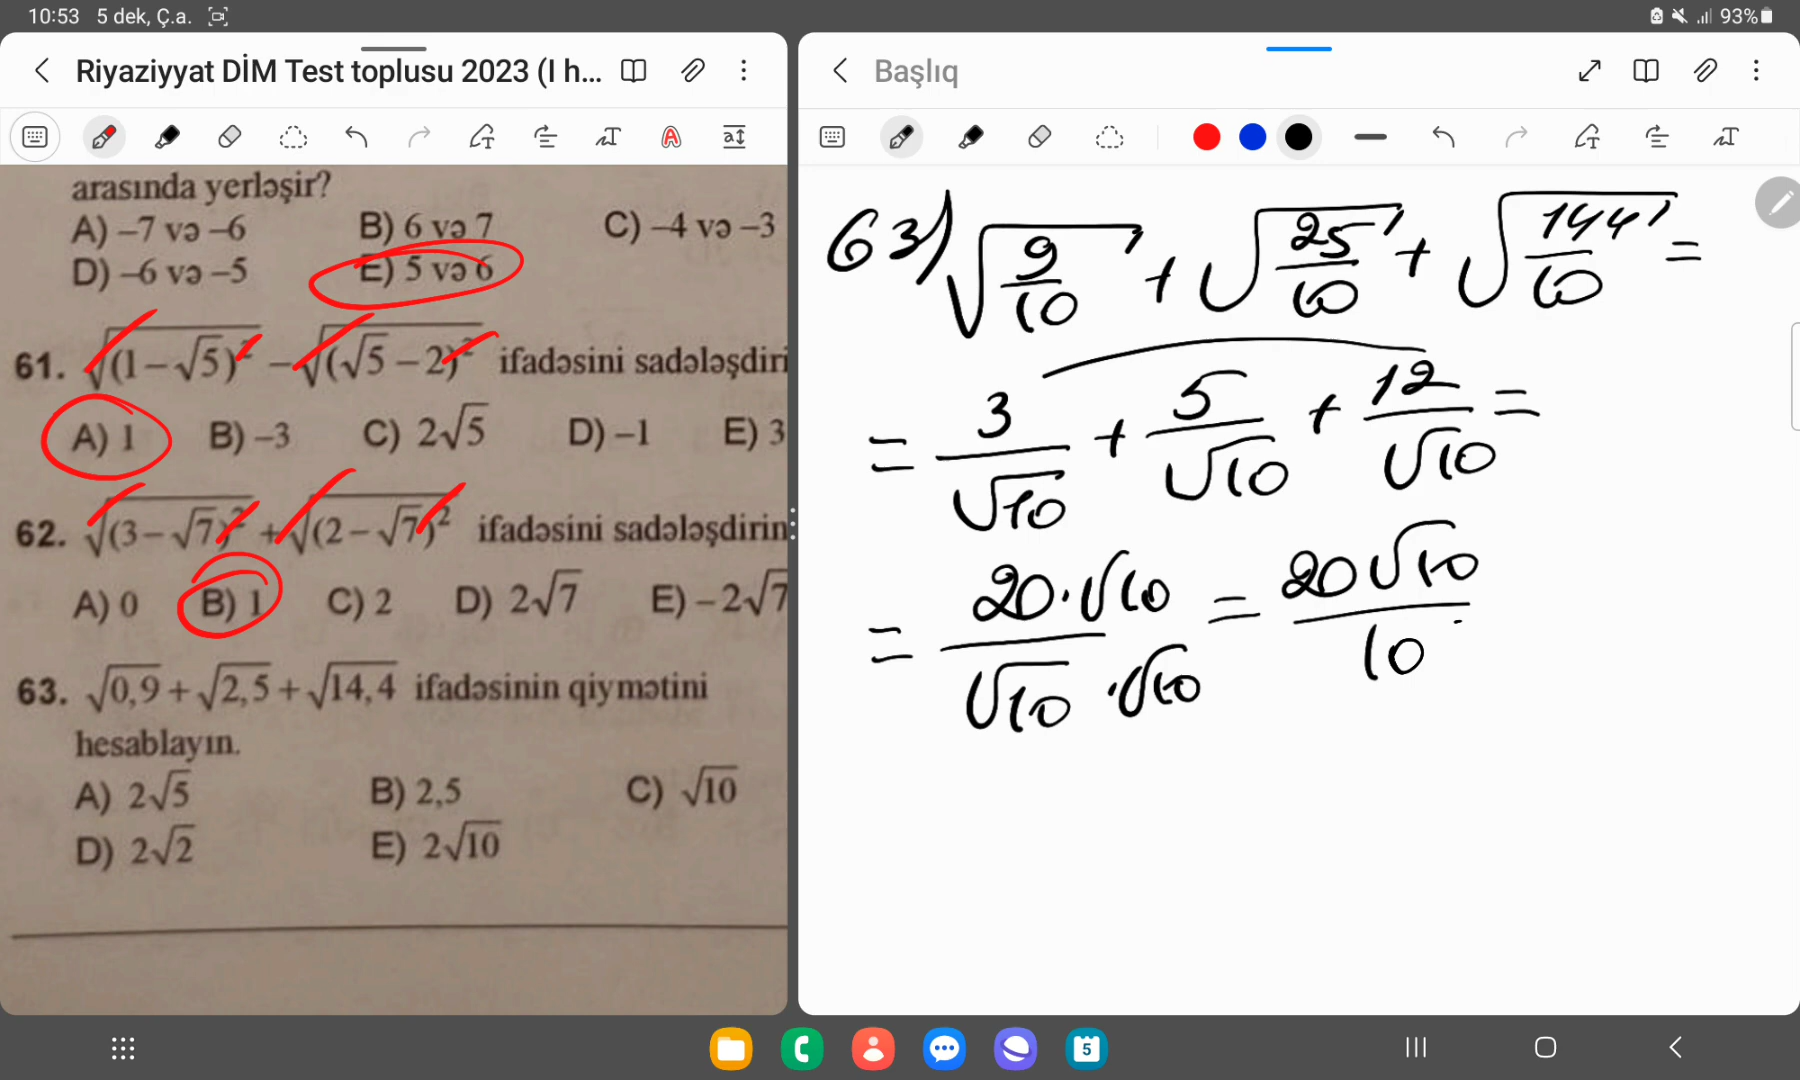 10:53 5 dek, Ç.a.
93%
Riyaziyyat DİM Test toplusu 2023 (I h...
Başlıq
arasında yerləşir?
A) –7 və –6 B) 6 və 7 C) –4 və –3
D) –6 və –5 E) 5 və 6
61. √(1–√5)² – √(√5–2)² ifadəsini sadələşdiri
A) 1 B) –3 C) 2√5 D) –1 E) 3
62. √(3–√7)² + √(2–√7)² ifadəsini sadələşdirin
A) 0 B) 1 C) 2 D) 2√7 E) –2√7
63. √0,9 + √2,5 + √14,4 ifadəsinin qiymətini
hesablayın.
A) 2√5 B) 2,5 C) √10
D) 2√2 E) 2√10
63) √(9/10) + √(25/10) + √(144/10) =
= 3/√10 + 5/√10 + 12/√10 =
= 20·√10/√10·√10 = 20√10/10
5